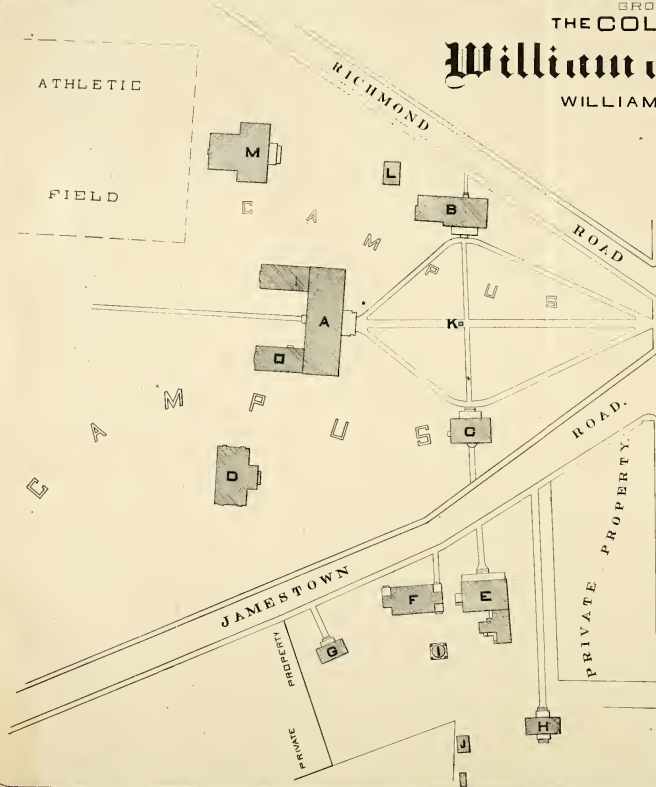 GRO
THE COL
William
WILLIAM
RICHMOND
ROAD
ATHLETIC
FIELD
M
L
B
CAMPUS
A
K
O
CAMPUS
C
D
ROAD.
JAMESTOWN
PRIVATE PROPERTY.
F
E
G
I
PRIVATE PROPERTY
H
J